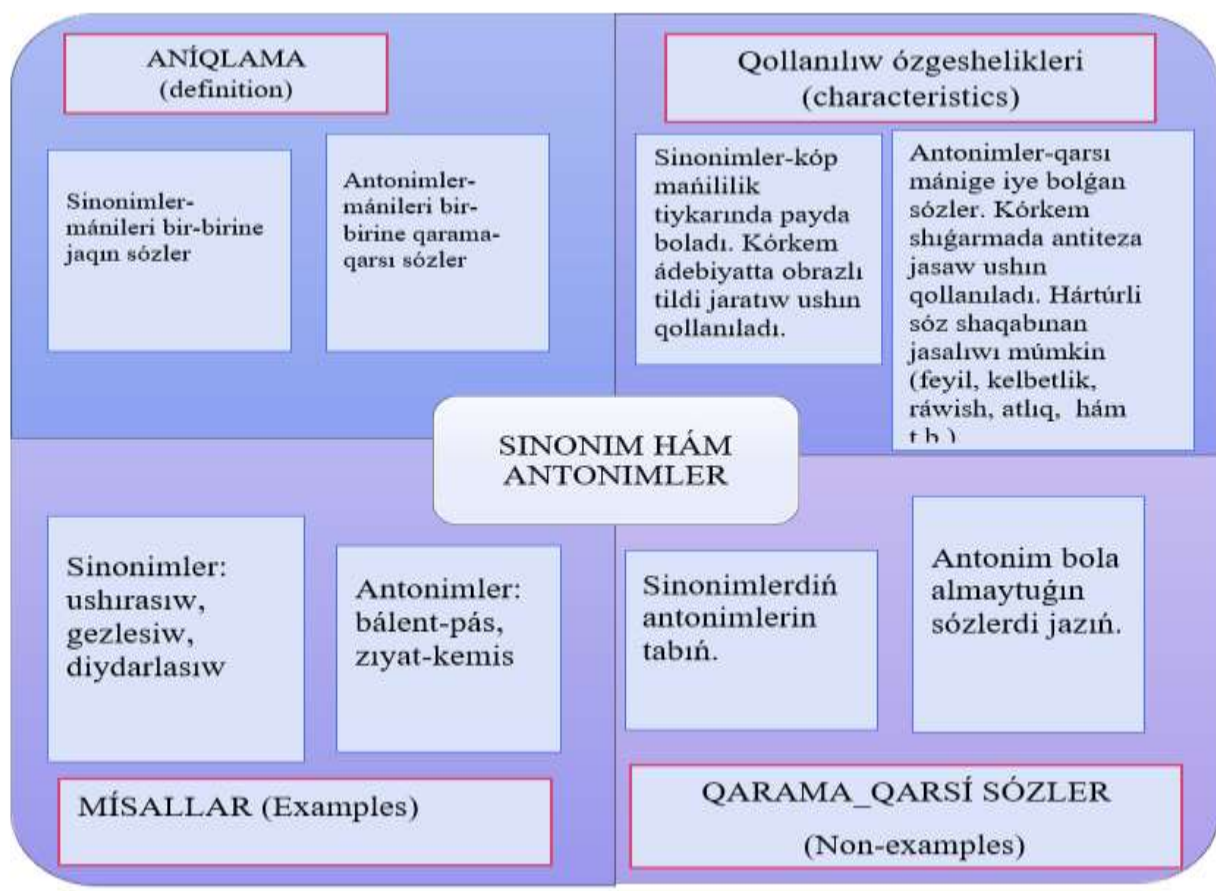 ANÍQLAMA
(definition)
Sinonimler-
mánileri bir-birine
jaqın sózler
Antonimler-
mánileri bir-
birine qarama-
qarsı sózler
Qollanılıw ózgeshelikleri
(characteristics)
Sinonimler-kóp
mańililik
tiykarında payda
boladı. Kórkem
ádebiyatta obrazlı
tildi jaratıw ushın
qollanıladı.
Antonimler-qarsı
mánige iye bolǵan
sózler. Kórkem
shıǵarmada antiteza
jasaw ushın
qollanıladı. Hártúrli
sóz shaqabınan
jasalıwı múmkin
(feyil, kelbetlik,
ráwish, atlıq, hám
t.b.)
SINONIM HÁM
ANTONIMLER
Sinonimler:
ushırasıw,
gezlesiw,
diydarlasıw
Antonimler:
bálent-pás,
zıyat-kemis
MÍSALLAR (Examples)
Sinonimlerdiń
antonimlerin
tabıń.
Antonim bola
almaytuǵın
sózlerdi jazıń.
QARAMA_QARSÍ SÓZLER
(Non-examples)